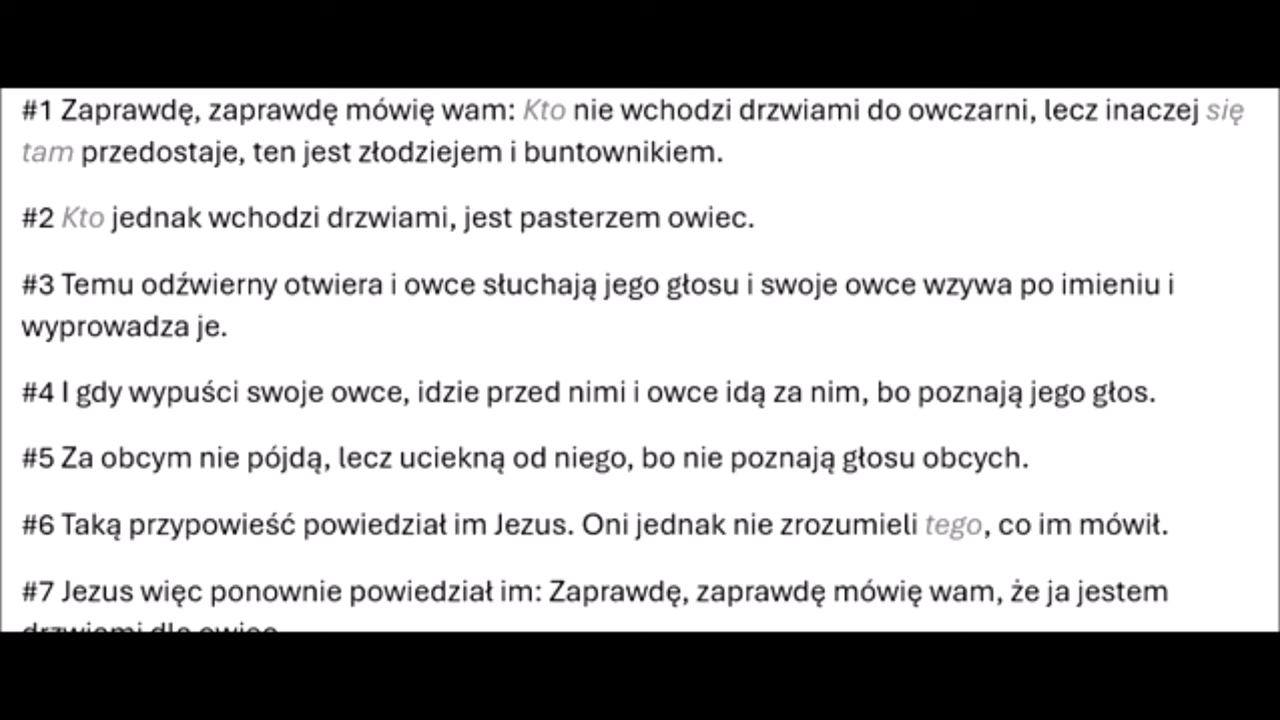 #1 Zaprawdę, zaprawdę mówię wam: Kto nie wchodzi drzwiami do owczarni, lecz inaczej się
tam przedostaje, ten jest złodziejem i buntownikiem.
#2 Kto jednak wchodzi drzwiami, jest pasterzem owiec.
#3 Temu odźwierny otwiera i owce słuchają jego głosu i swoje owce wzywa po imieniu i
wyprowadza je.
#4 I gdy wypuści swoje owce, idzie przed nimi i owce idą za nim, bo poznają jego głos.
#5 Za obcym nie pójdą, lecz uciekną od niego, bo nie poznają głosu obcych.
#6 Taką przypowieść powiedział im Jezus. Oni jednak nie zrozumieli tego, co im mówił.
#7 Jezus więc ponownie powiedział im: Zaprawdę, zaprawdę mówię wam, że ja jestem
drzwiami dla owiec